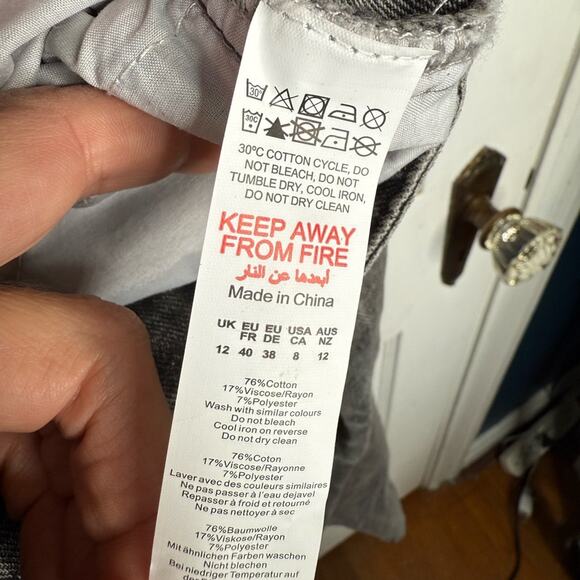 30°
30C
30°C COTTON CYCLE, DO
NOT BLEACH, DO NOT
TUMBLE DRY, COOL IRON,
DO NOT DRY CLEAN
KEEP AWAY
FROM FIRE
أبعدها عن النار
Made in China
UK EU EU USA AUS
FR DE CA NZ
12 40 38 8 12
76%Cotton
17%Viscose/Rayon
7%Polyester
Wash with similar colours
Do not bleach
Cool iron on reverse
Do not dry clean
76%Coton
17%Viscose/Rayonne
7%Polyester
Laver avec des couleurs similaires
Ne pas passer à l'eau dejavel
Repasser à froid et retourné
Ne pas nettoyer à sec
76%Baumwolle
17%Viskose/Rayon
7%Polyester
Mit ähnlichen Farben waschen
Nicht bleichen
Bei niedriger Temperatur auf